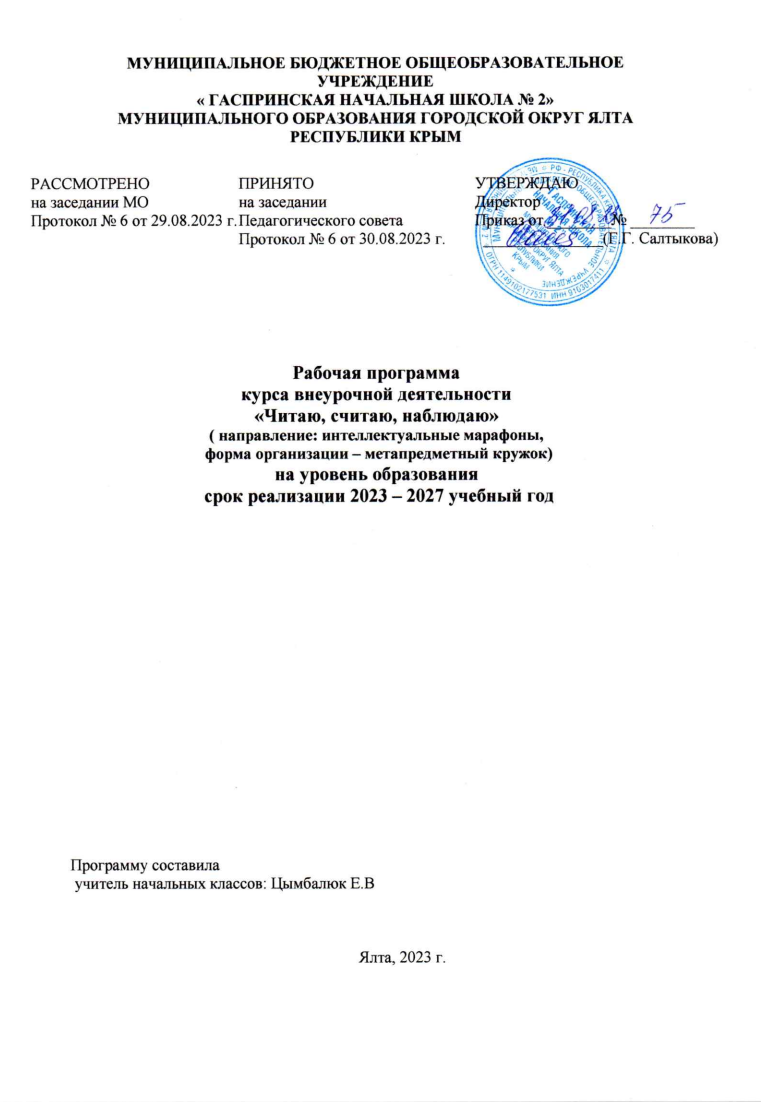 МУНИЦИПАЛЬНОЕ БЮДЖЕТНОЕ ОБЩЕОБРАЗОВАТЕЛЬНОЕ
УЧРЕЖДЕНИЕ
« ГАСПРИНСКАЯ НАЧАЛЬНАЯ ШКОЛА № 2»
МУНИЦИПАЛЬНОГО ОБРАЗОВАНИЯ ГОРОДСКОЙ ОКРУГ ЯЛТА
РЕСПУБЛИКИ КРЫМ
РАССМОТРЕНО
на заседании МО
Протокол № 6 от 29.08.2023 г.
ПРИНЯТО
на заседании
Педагогического совета
Протокол № 6 от 30.08.2023 г.
УТВЕРЖДАЮ
Директор
Приказ от № 75
(Е.Г. Салтыкова)
ОГРН 1149102177531 ИНН 9103017411
Рабочая программа
курса внеурочной деятельности
«Читаю, считаю, наблюдаю»
( направление: интеллектуальные марафоны,
форма организации – метапредметный кружок)
на уровень образования
срок реализации 2023 – 2027 учебный год
Программу составила
учитель начальных классов: Цымбалюк Е.В
Ялта, 2023 г.